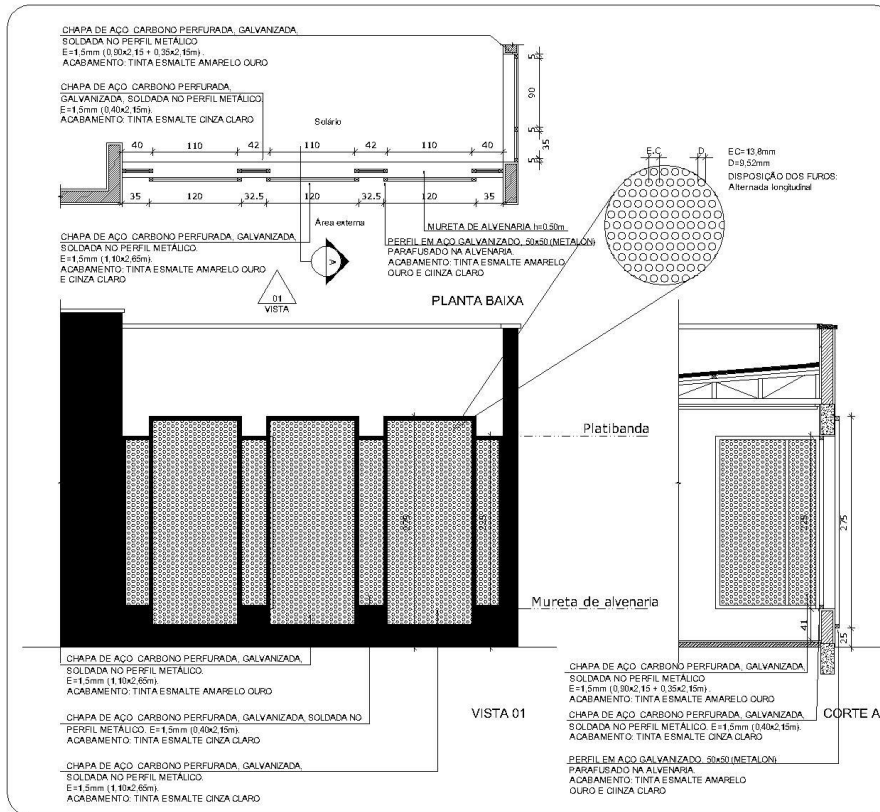 CHAPA DE AÇO CARBONO PERFURADA, GALVANIZADA,
SOLDADA NO PERFIL METÁLICO
E=1,5mm (0,90x2,15 + 0,35x2,15m).
ACABAMENTO: TINTA ESMALTE AMARELO OURO
CHAPA DE AÇO CARBONO PERFURADA,
GALVANIZADA, SOLDADA NO PERFIL METÁLICO.
E=1,5mm (0,40x2,15m).
ACABAMENTO: TINTA ESMALTE CINZA CLARO
Solário
40 110 42 110 42 110 40
35 120 32.5 120 32.5 120 35
5
90
5
35
5
Área externa
MURETA DE ALVENARIA h=0.50m
CHAPA DE AÇO CARBONO PERFURADA, GALVANIZADA,
SOLDADA NO PERFIL METÁLICO.
E=1,5mm (1,10x2,65m).
ACABAMENTO: TINTA ESMALTE AMARELO OURO
E CINZA CLARO
PERFIL EM AÇO GALVANIZADO, 50x50 (METALON)
PARAFUSADO NA ALVENARIA.
ACABAMENTO: TINTA ESMALTE AMARELO
OURO E CIINZA CLARO
A
01
VISTA
PLANTA BAIXA
E.C D.
EC=13,8mm
D=9,52mm
DISPOSIÇÃO DOS FUROS:
Alternada longitudinal
Platibanda
275
225
Mureta de alvenaria
225
275
41
25
CHAPA DE AÇO CARBONO PERFURADA, GALVANIZADA,
SOLDADA NO PERFIL METÁLICO.
E=1,5mm (1,10x2,65m).
ACABAMENTO: TINTA ESMALTE AMARELO OURO
CHAPA DE AÇO CARBONO PERFURADA, GALVANIZADA, SOLDADA NO
PERFIL METÁLICO. E=1,5mm (0,40x2,15m).
ACABAMENTO: TINTA ESMALTE CINZA CLARO
CHAPA DE AÇO CARBONO PERFURADA, GALVANIZADA,
SOLDADA NO PERFIL METÁLICO.
E=1,5mm (1,10x2,65m).
ACABAMENTO: TINTA ESMALTE CINZA CLARO
VISTA 01
CHAPA DE AÇO CARBONO PERFURADA, GALVANIZADA,
SOLDADA NO PERFIL METÁLICO
E=1,5mm (0,90x2,15 + 0,35x2,15m).
ACABAMENTO: TINTA ESMALTE AMARELO OURO
CHAPA DE AÇO CARBONO PERFURADA, GALVANIZADA,
SOLDADA NO PERFIL METÁLICO. E=1,5mm (0,40x2,15m).
ACABAMENTO: TINTA ESMALTE CINZA CLARO
PERFIL EM AÇO GALVANIZADO, 50x50 (METALON)
PARAFUSADO NA ALVENARIA.
ACABAMENTO: TINTA ESMALTE AMARELO
OURO E CIINZA CLARO
CORTE A